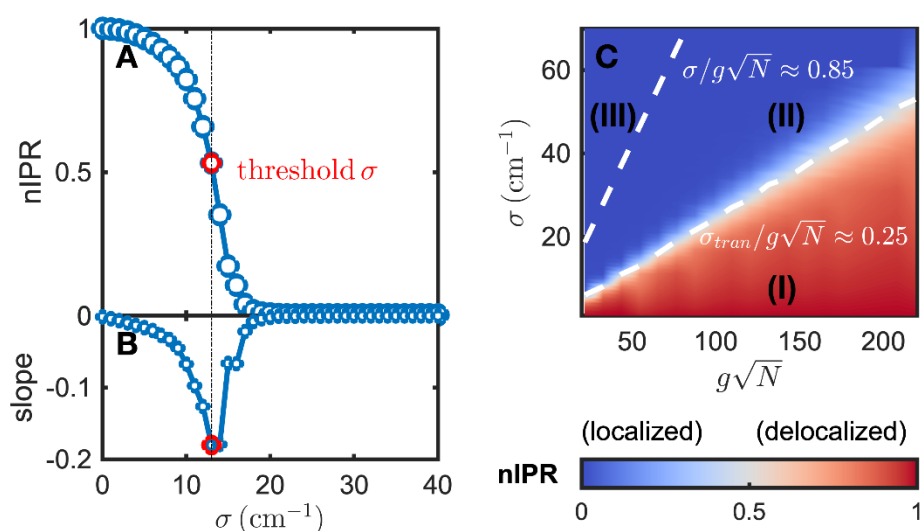 A
1
0.5
0
nIPR
threshold σ
B
-0.1
-0.2
slope
0 10 20 30 40
σ (cm⁻¹)
C
σ/g√N ≈ 0.85
(III)
(II)
60
40
20
σ (cm⁻¹)
σ_tran/g√N ≈ 0.25
(I)
50 100 150 200
g√N
(localized) (delocalized)
nIPR
0 0.5 1